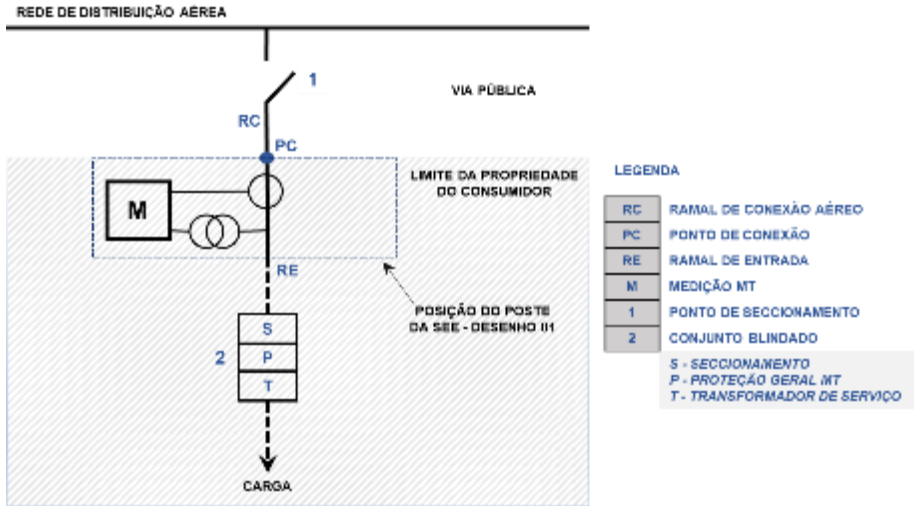 REDE DE DISTRIBUIÇÃO AÉREA
1
VIA PÚBLICA
RC
PC
LIMITE DA PROPRIEDADE
DO CONSUMIDOR
M
RE
POSIÇÃO DO POSTE
DA SEE - DESENHO 01
2
S
P
T
CARGA
LEGENDA
RC RAMAL DE CONEXÃO AÉREO
PC PONTO DE CONEXÃO
RE RAMAL DE ENTRADA
M MEDIÇÃO MT
1 PONTO DE SECCIONAMENTO
2 CONJUNTO BLINDADO
S - SECCIONAMENTO
P - PROTEÇÃO GERAL MT
T - TRANSFORMADOR DE SERVIÇO